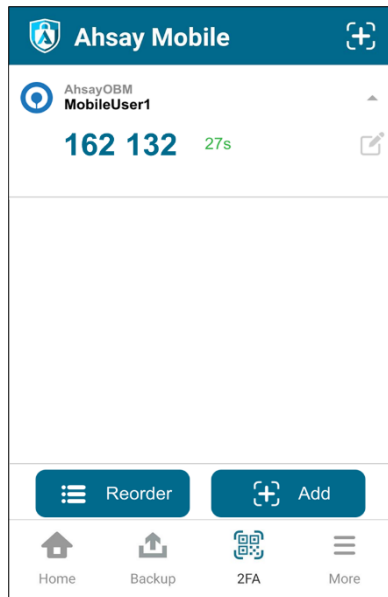 Ahsay Mobile
AhsayOBM
MobileUser1
162 132 27s
Reorder Add
Home Backup 2FA More